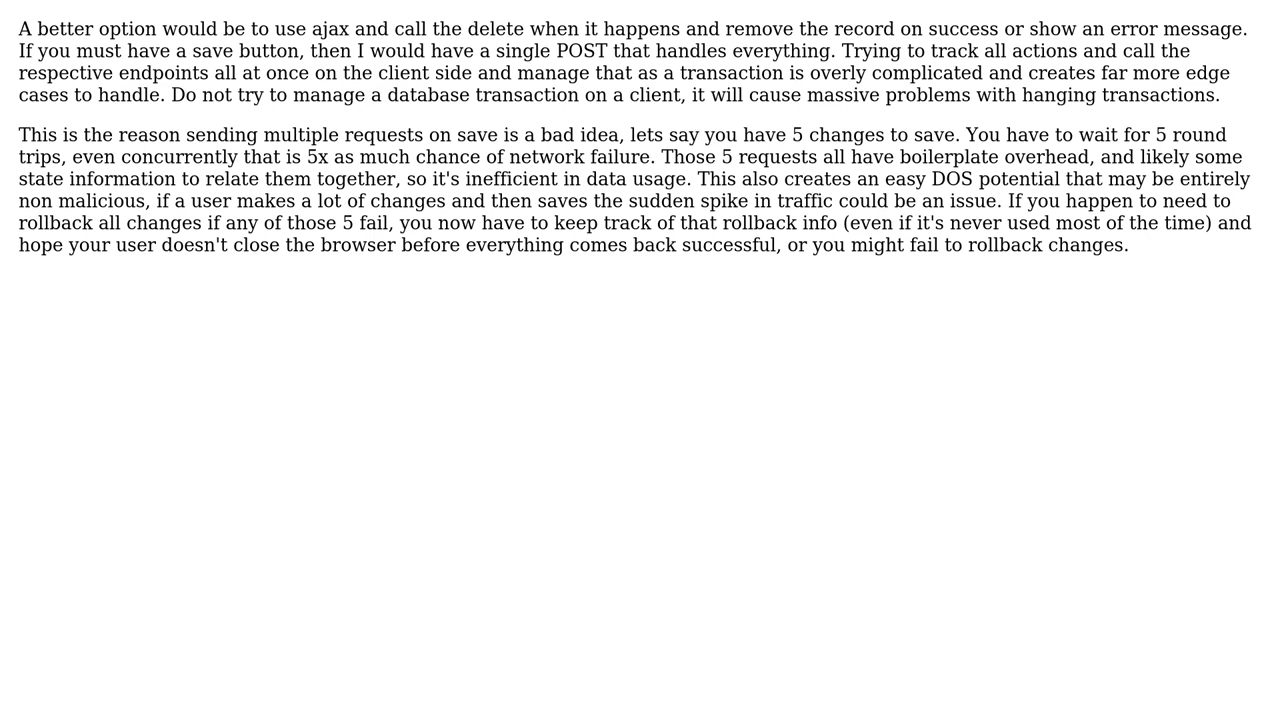 A better option would be to use ajax and call the delete when it happens and remove the record on success or show an error message.
If you must have a save button, then I would have a single POST that handles everything. Trying to track all actions and call the
respective endpoints all at once on the client side and manage that as a transaction is overly complicated and creates far more edge
cases to handle. Do not try to manage a database transaction on a client, it will cause massive problems with hanging transactions.
This is the reason sending multiple requests on save is a bad idea, lets say you have 5 changes to save. You have to wait for 5 round
trips, even concurrently that is 5x as much chance of network failure. Those 5 requests all have boilerplate overhead, and likely some
state information to relate them together, so it's inefficient in data usage. This also creates an easy DOS potential that may be entirely
non malicious, if a user makes a lot of changes and then saves the sudden spike in traffic could be an issue. If you happen to need to
rollback all changes if any of those 5 fail, you now have to keep track of that rollback info (even if it's never used most of the time) and
hope your user doesn't close the browser before everything comes back successful, or you might fail to rollback changes.